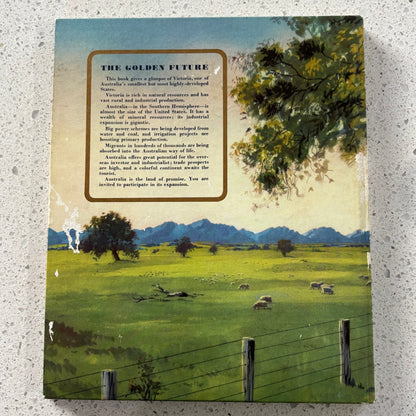 THE GOLDEN FUTURE
This book gives a glimpse of Victoria, one of
Australia's smallest but most highly-developed
States.
Victoria is rich in natural resources and has
vast rural and industrial production.
Australia—in the Southern Hemisphere—is
almost the size of the United States. It has a
wealth of mineral resources; its industrial
expansion is gigantic.
Big power schemes are being developed from
water and coal, and irrigation projects are
boosting primary production.
Migrants in hundreds of thousands are being
absorbed into the Australian way of life.
Australia offers great potential for the over-
seas investor and industrialist; trade prospects
are high, and a colorful continent awaits the
tourist.
Australia is the land of promise. You are
invited to participate in its expansion.